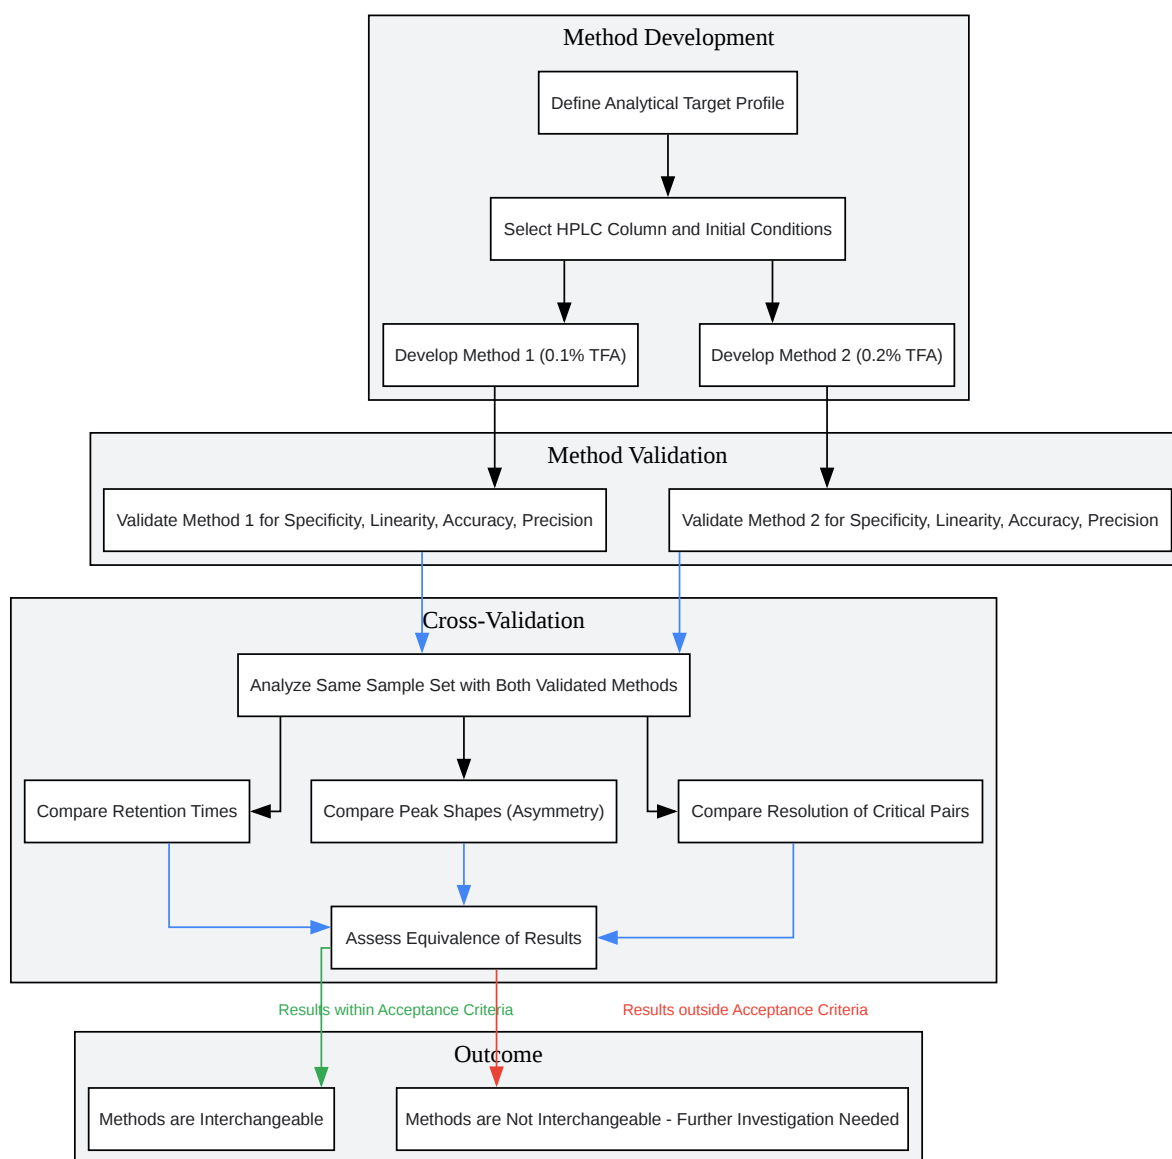 Method Development
Define Analytical Target Profile
Select HPLC Column and Initial Conditions
Develop Method 1 (0.1% TFA)
Develop Method 2 (0.2% TFA)
Method Validation
Validate Method 1 for Specificity, Linearity, Accuracy, Precision
Validate Method 2 for Specificity, Linearity, Accuracy, Precision
Cross-Validation
Analyze Same Sample Set with Both Validated Methods
Compare Retention Times
Compare Peak Shapes (Asymmetry)
Compare Resolution of Critical Pairs
Assess Equivalence of Results
Results within Acceptance Criteria
Results outside Acceptance Criteria
Outcome
Methods are Interchangeable
Methods are Not Interchangeable - Further Investigation Needed